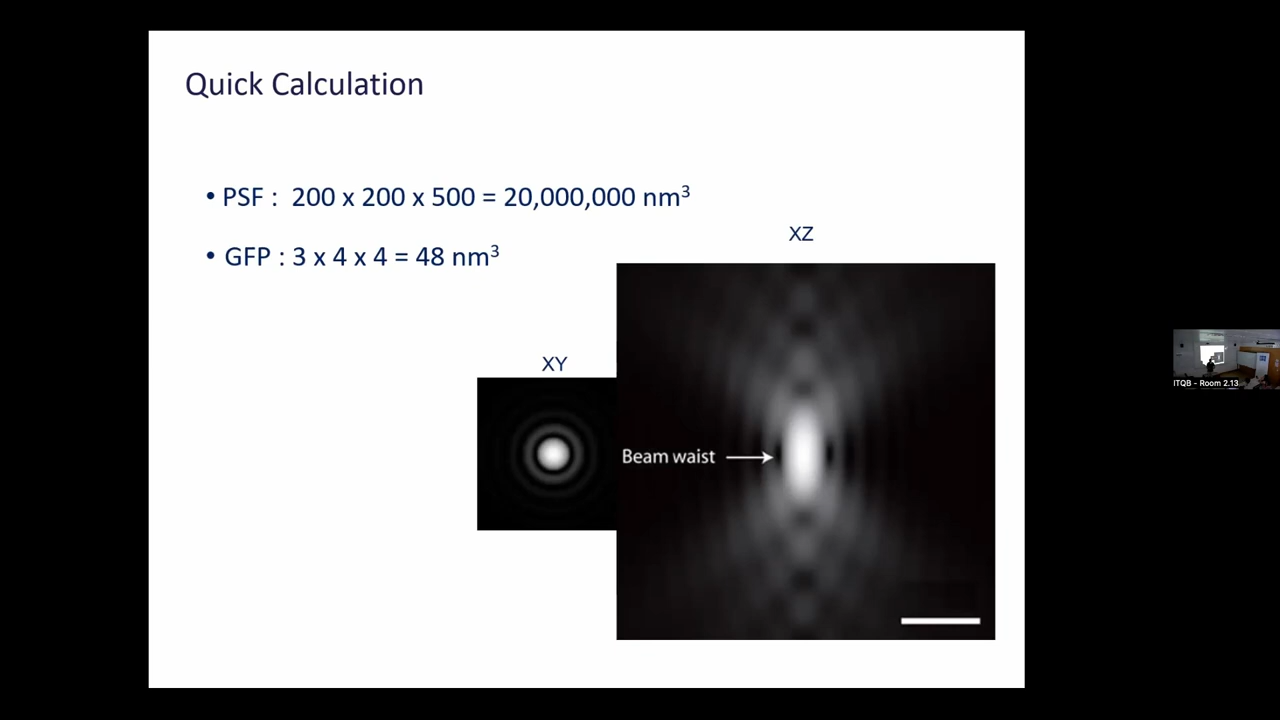 Quick Calculation
• PSF : 200 x 200 x 500 = 20,000,000 nm³
• GFP : 3 x 4 x 4 = 48 nm³
XZ
XY
Beam waist
ITQB - Room 2.13